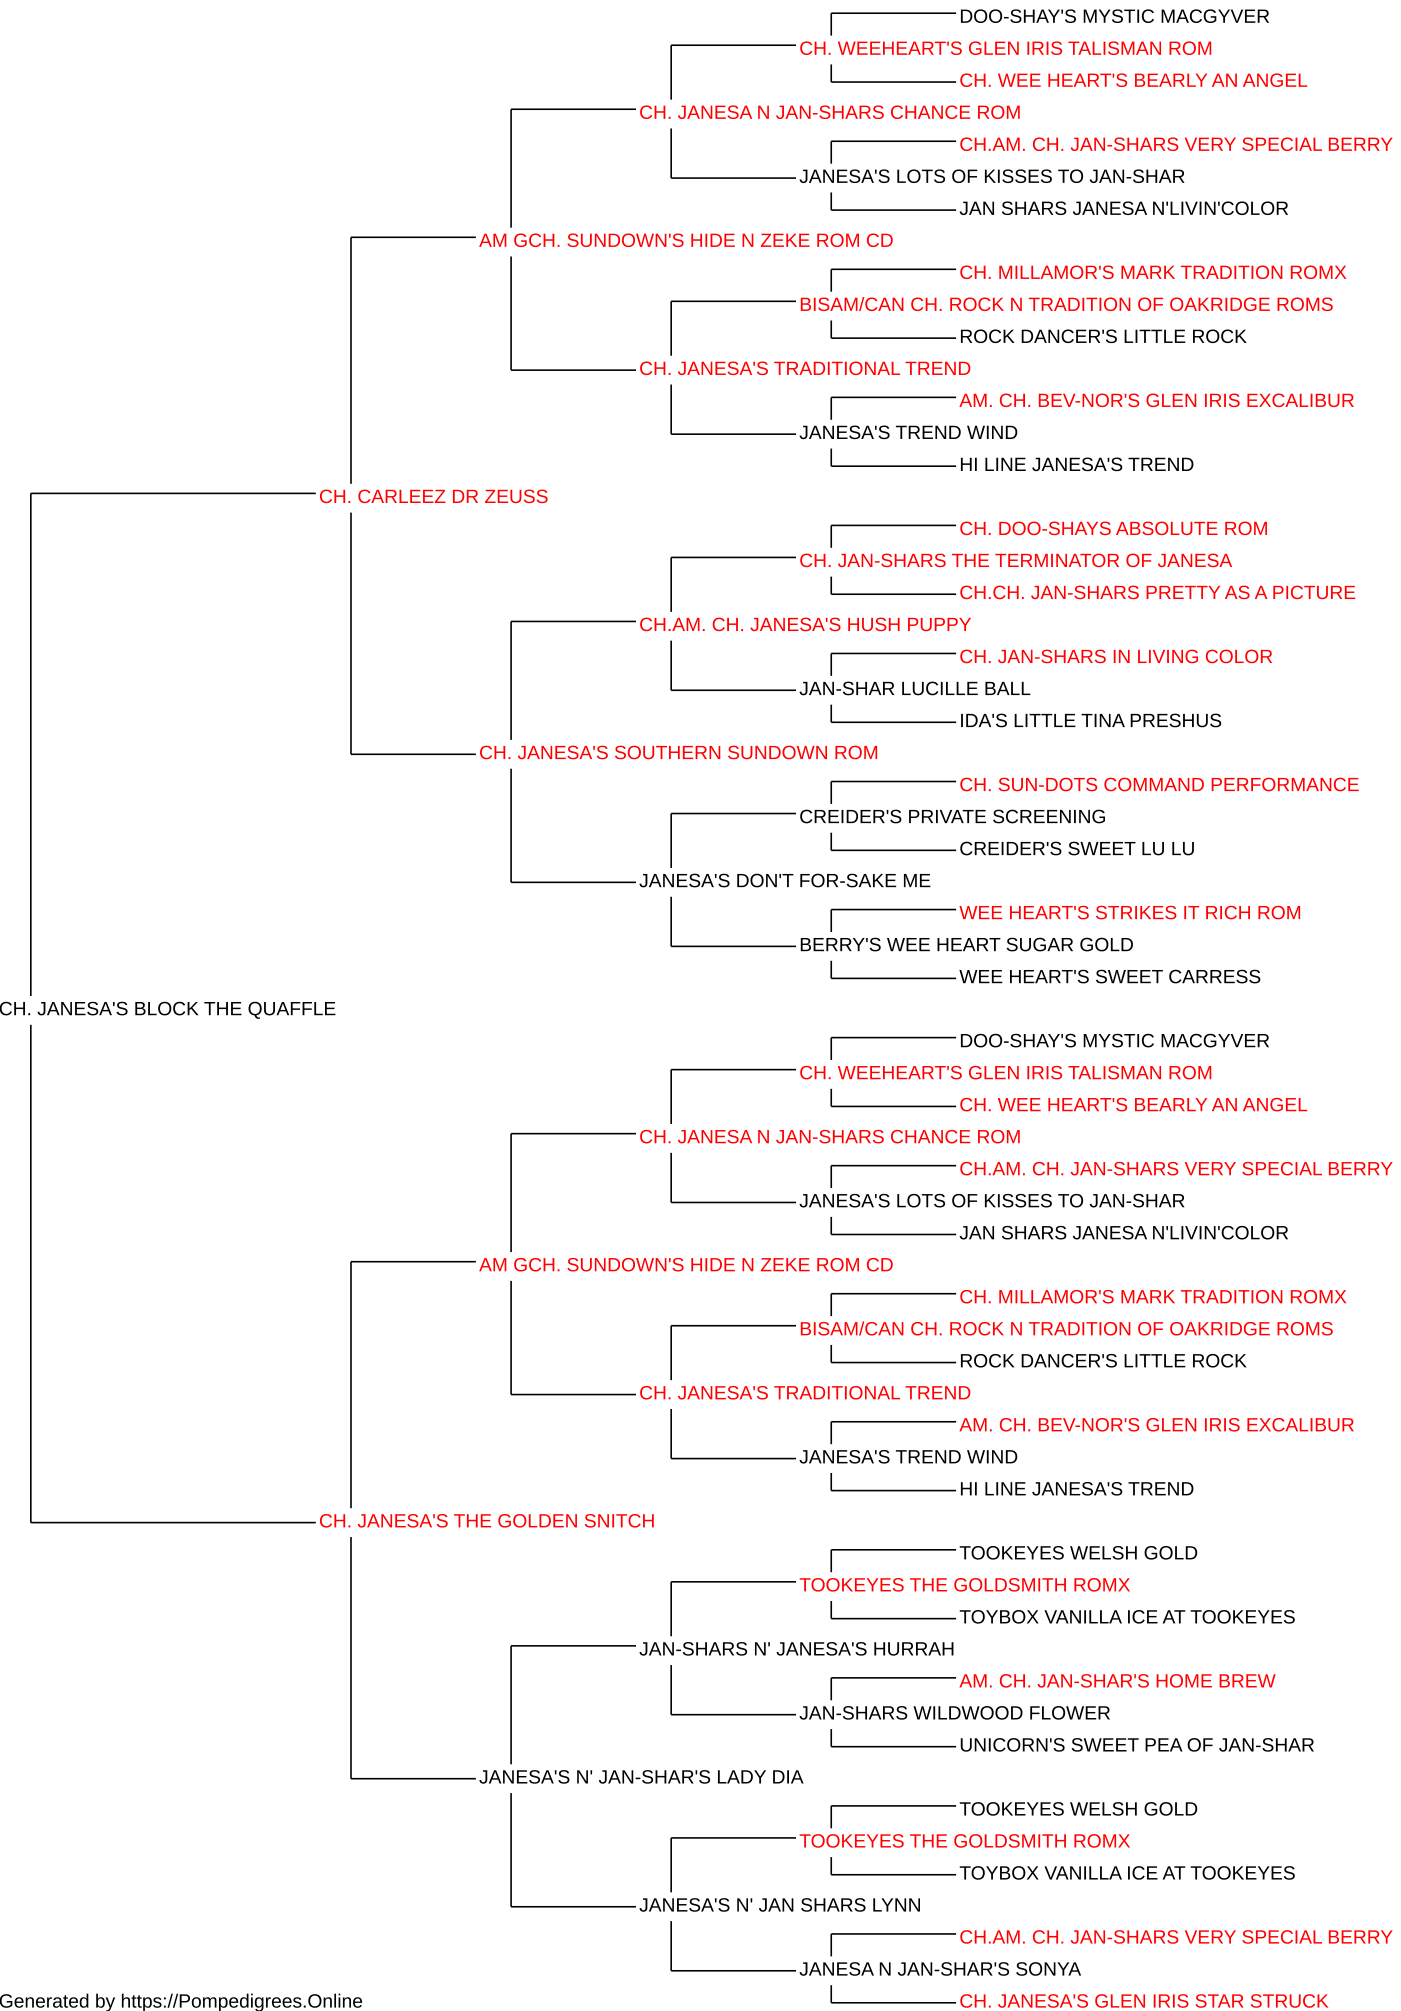 DOO-SHAY'S MYSTIC MACGYVER
CH. WEEHEART'S GLEN IRIS TALISMAN ROM
CH. WEE HEART'S BEARLY AN ANGEL
CH. JANESA N JAN-SHARS CHANCE ROM
CH.AM. CH. JAN-SHARS VERY SPECIAL BERRY
JANESA'S LOTS OF KISSES TO JAN-SHAR
JAN SHARS JANESA N'LIVIN'COLOR
AM GCH. SUNDOWN'S HIDE N ZEKE ROM CD
CH. MILLAMOR'S MARK TRADITION ROMX
BISAM/CAN CH. ROCK N TRADITION OF OAKRIDGE ROMS
ROCK DANCER'S LITTLE ROCK
CH. JANESA'S TRADITIONAL TREND
AM. CH. BEV-NOR'S GLEN IRIS EXCALIBUR
JANESA'S TREND WIND
HI LINE JANESA'S TREND
CH. CARLEEZ DR ZEUSS
CH. DOO-SHAYS ABSOLUTE ROM
CH. JAN-SHARS THE TERMINATOR OF JANESA
CH.CH. JAN-SHARS PRETTY AS A PICTURE
CH.AM. CH. JANESA'S HUSH PUPPY
CH. JAN-SHARS IN LIVING COLOR
JAN-SHAR LUCILLE BALL
IDA'S LITTLE TINA PRESHUS
CH. JANESA'S SOUTHERN SUNDOWN ROM
CH. SUN-DOTS COMMAND PERFORMANCE
CREIDER'S PRIVATE SCREENING
CREIDER'S SWEET LU LU
JANESA'S DON'T FOR-SAKE ME
WEE HEART'S STRIKES IT RICH ROM
BERRY'S WEE HEART SUGAR GOLD
WEE HEART'S SWEET CARRESS
CH. JANESA'S BLOCK THE QUAFFLE
DOO-SHAY'S MYSTIC MACGYVER
CH. WEEHEART'S GLEN IRIS TALISMAN ROM
CH. WEE HEART'S BEARLY AN ANGEL
CH. JANESA N JAN-SHARS CHANCE ROM
CH.AM. CH. JAN-SHARS VERY SPECIAL BERRY
JANESA'S LOTS OF KISSES TO JAN-SHAR
JAN SHARS JANESA N'LIVIN'COLOR
AM GCH. SUNDOWN'S HIDE N ZEKE ROM CD
CH. MILLAMOR'S MARK TRADITION ROMX
BISAM/CAN CH. ROCK N TRADITION OF OAKRIDGE ROMS
ROCK DANCER'S LITTLE ROCK
CH. JANESA'S TRADITIONAL TREND
AM. CH. BEV-NOR'S GLEN IRIS EXCALIBUR
JANESA'S TREND WIND
HI LINE JANESA'S TREND
CH. JANESA'S THE GOLDEN SNITCH
TOOKEYES WELSH GOLD
TOOKEYES THE GOLDSMITH ROMX
TOYBOX VANILLA ICE AT TOOKEYES
JAN-SHARS N' JANESA'S HURRAH
AM. CH. JAN-SHAR'S HOME BREW
JAN-SHARS WILDWOOD FLOWER
UNICORN'S SWEET PEA OF JAN-SHAR
JANESA'S N' JAN-SHAR'S LADY DIA
TOOKEYES WELSH GOLD
TOOKEYES THE GOLDSMITH ROMX
TOYBOX VANILLA ICE AT TOOKEYES
JANESA'S N' JAN SHARS LYNN
CH.AM. CH. JAN-SHARS VERY SPECIAL BERRY
JANESA N JAN-SHAR'S SONYA
CH. JANESA'S GLEN IRIS STAR STRUCK
Generated by https://Pompedigrees.Online